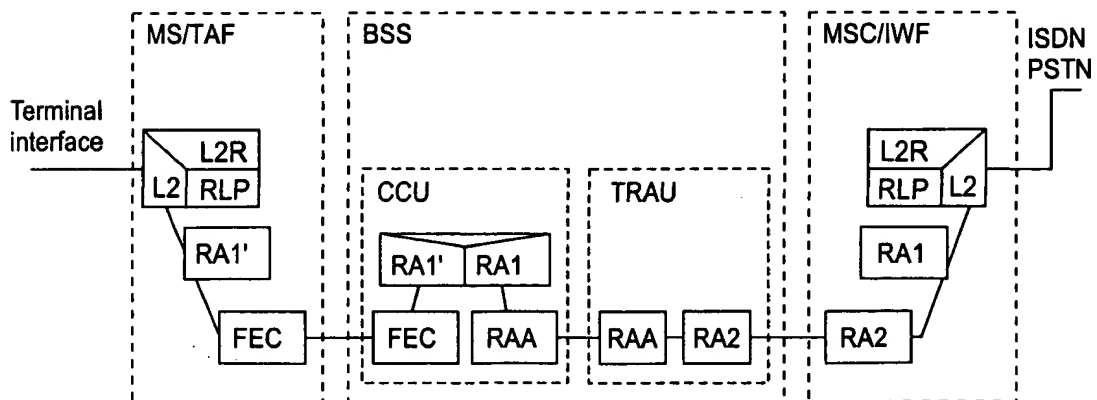 MS/TAF
BSS
MSC/IWF
ISDN
PSTN
Terminal
interface
L2R
L2
RLP
L2R
RLP
L2
CCU
TRAU
RA1'
RA1'
RA1
RA1
FEC
FEC
RAA
RAA
RA2
RA2